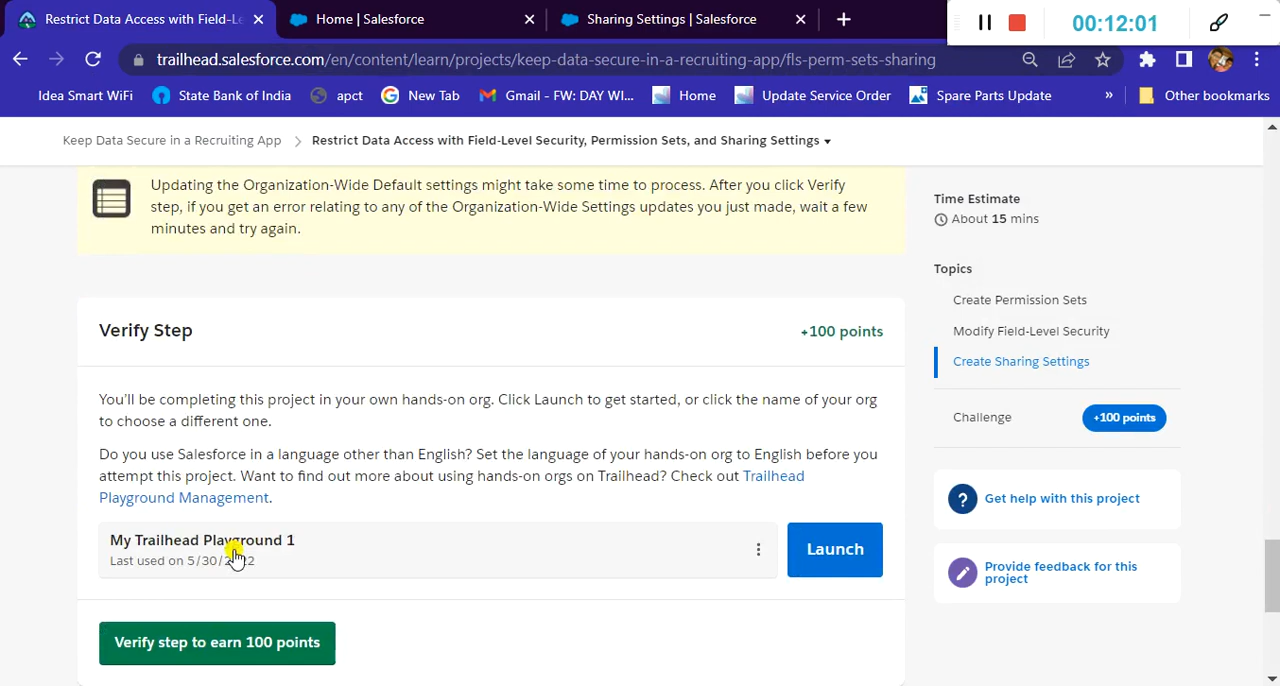 Restrict Data Access with Field-Le
Home | Salesforce
Sharing Settings | Salesforce
00:12:01
trailhead.salesforce.com/en/content/learn/projects/keep-data-secure-in-a-recruiting-app/fls-perm-sets-sharing
Idea Smart WiFi
State Bank of India
apct
New Tab
Gmail - FW: DAY WI...
Home
Update Service Order
Spare Parts Update
»
Other bookmarks
Keep Data Secure in a Recruiting App
Restrict Data Access with Field-Level Security, Permission Sets, and Sharing Settings
Updating the Organization-Wide Default settings might take some time to process. After you click Verify
step, if you get an error relating to any of the Organization-Wide Settings updates you just made, wait a few
minutes and try again.
Time Estimate
About 15 mins
Topics
Create Permission Sets
Modify Field-Level Security
Create Sharing Settings
Challenge
+100 points
Get help with this project
Provide feedback for this
project
Verify Step
+100 points
You'll be completing this project in your own hands-on org. Click Launch to get started, or click the name of your org
to choose a different one.
Do you use Salesforce in a language other than English? Set the language of your hands-on org to English before you
attempt this project. Want to find out more about using hands-on orgs on Trailhead? Check out Trailhead
Playground Management.
My Trailhead Playground 1
Last used on
Launch
Verify step to earn 100 points